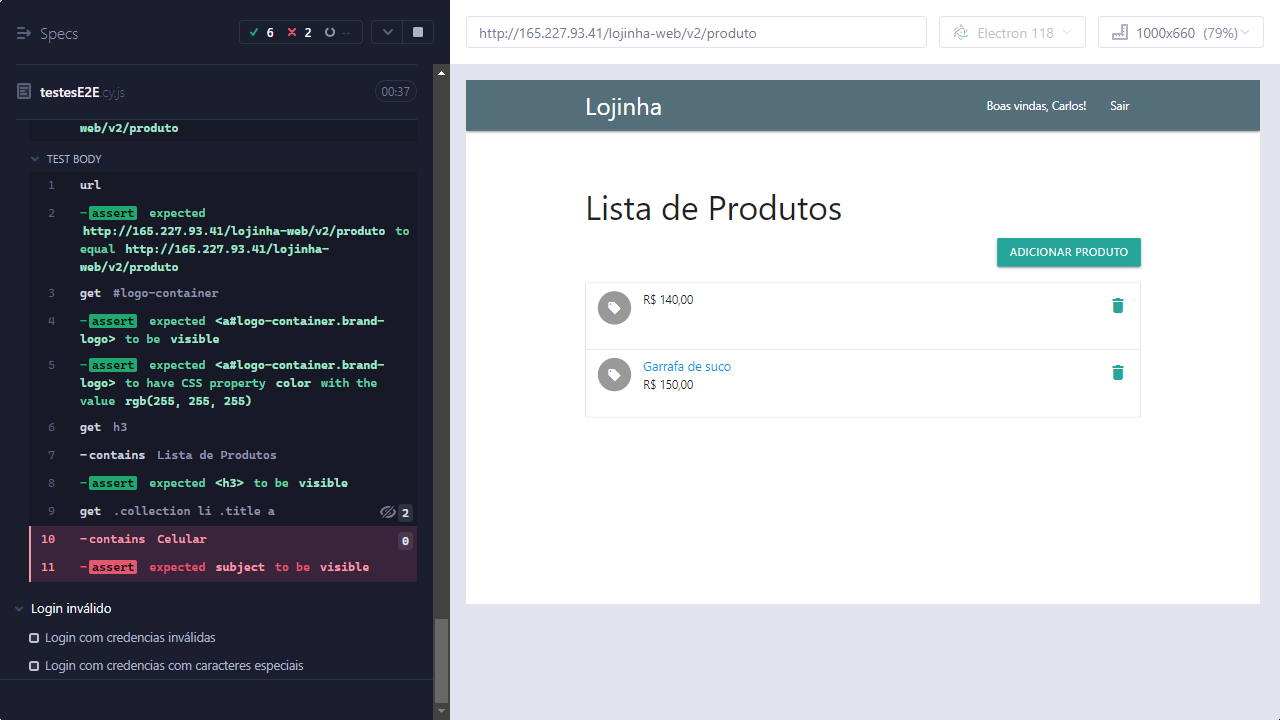 Specs
6
2
--
testesE2E cy.js
00:37
web/v2/produto
TEST BODY
1 url
2 -assert expected
http://165.227.93.41/lojinha-web/v2/produto to
equal http://165.227.93.41/lojinha-
web/v2/produto
3 get #logo-container
4 -assert expected <a#logo-container.brand-
logo> to be visible
5 -assert expected <a#logo-container.brand-
logo> to have CSS property color with the
value rgb(255, 255, 255)
6 get h3
7 -contains Lista de Produtos
8 -assert expected <h3> to be visible
9 get .collection li .title a 2
10 -contains Celular 0
11 -assert expected subject to be visible
Login inválido
Login com credencias inválidas
Login com credencias com caracteres especiais
http://165.227.93.41/lojinha-web/v2/produto
Electron 118
1000x660 (79%)
Lojinha
Boas vindas, Carlos!
Sair
Lista de Produtos
ADICIONAR PRODUTO
R$ 140,00
Garrafa de suco
R$ 150,00